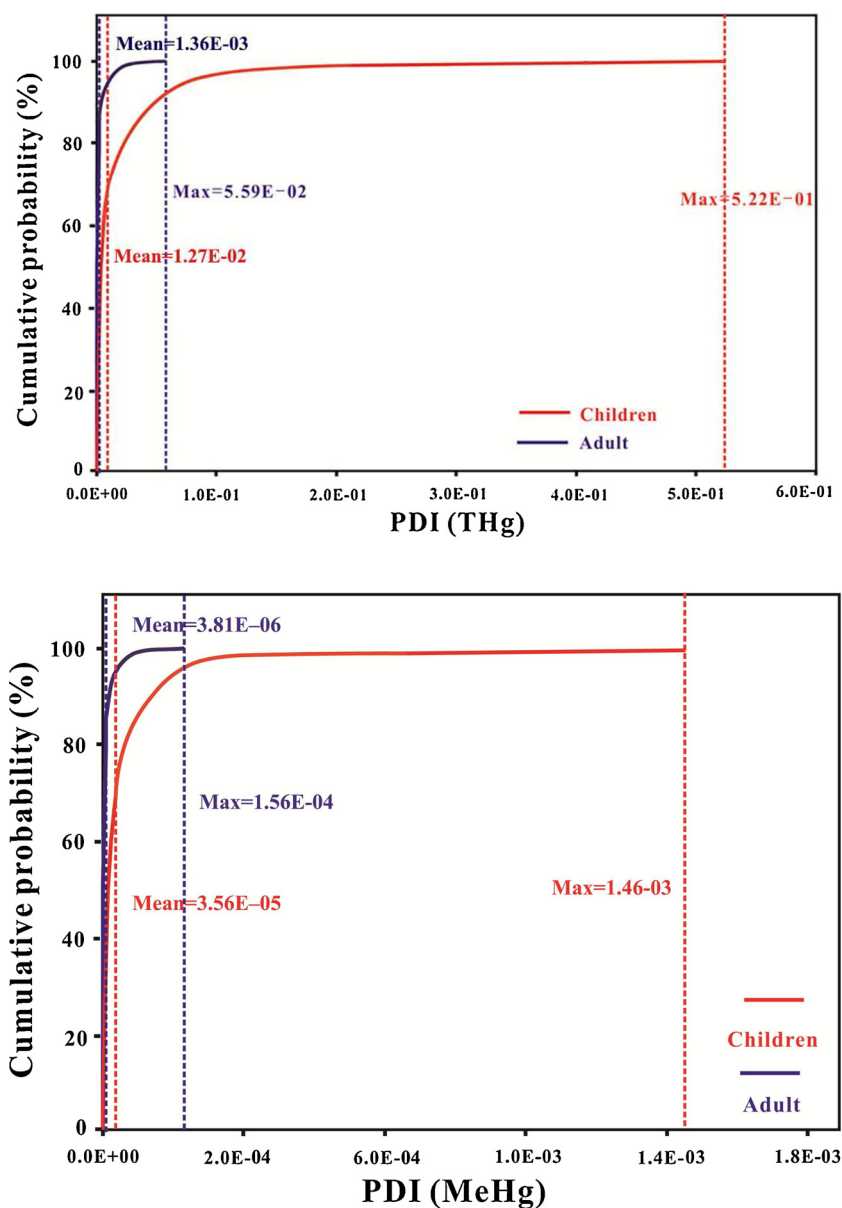 Mean=1.36E-03
100
80
60
40
20
0
Cumulative probability (%)
Max=5.59E-02
Max=5.22E-01
Mean=1.27E-02
Children
Adult
0.0E+00 1.0E-01 2.0E-01 3.0E-01 4.0E-01 5.0E-01 6.0E-01
PDI (THg)
Mean=3.81E-06
100
80
60
40
20
0
Cumulative probability (%)
Max=1.56E-04
Mean=3.56E-05
Max=1.46-03
Children
Adult
0.0E+00 2.0E-04 6.0E-04 1.0E-03 1.4E-03 1.8E-03
PDI (MeHg)